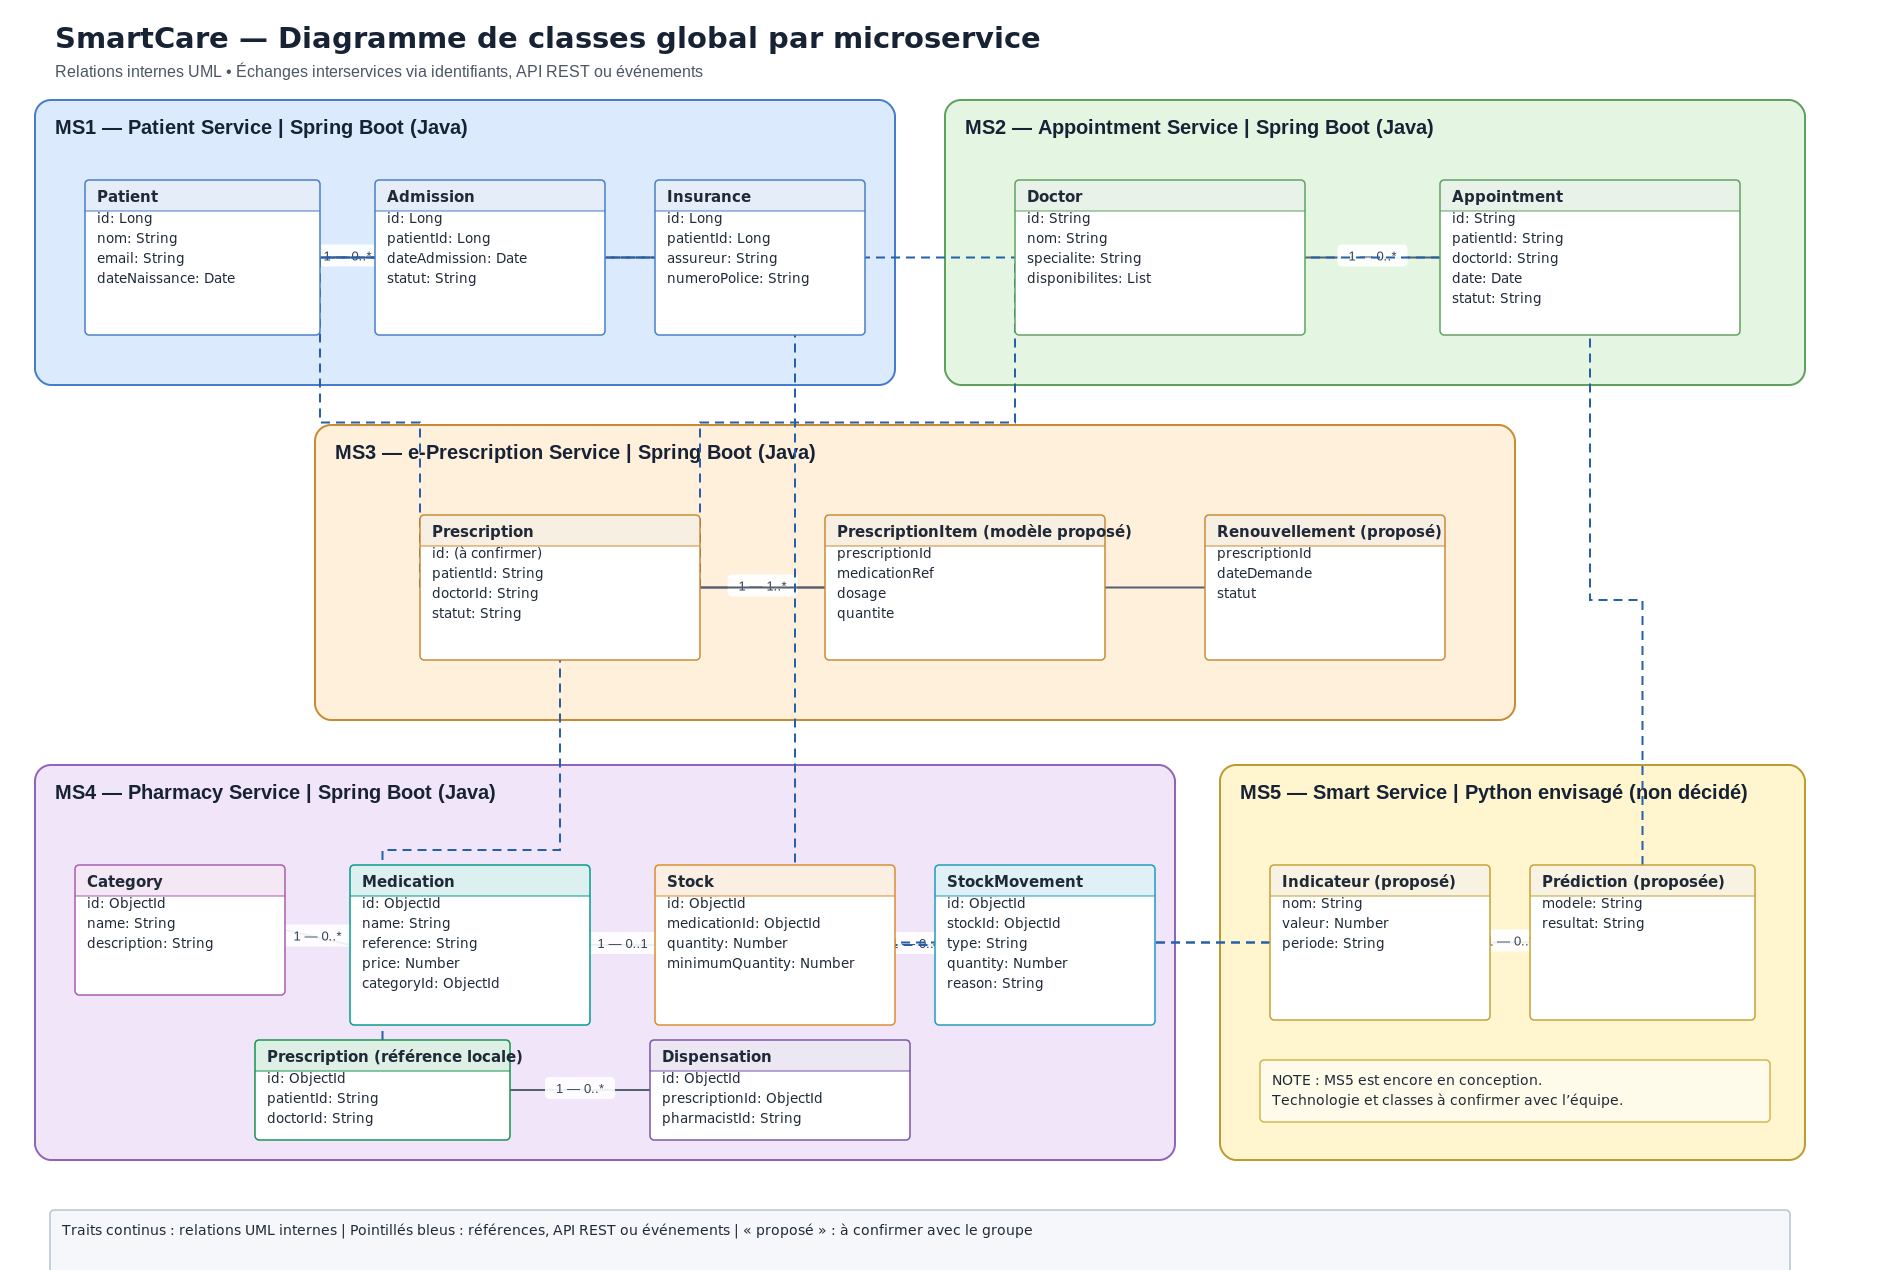 SmartCare — Diagramme de classes global par microservice
Relations internes UML • Échanges interservices via identifiants, API REST ou événements
MS1 — Patient Service | Spring Boot (Java)
Patient
id: Long
nom: String
email: String
dateNaissance: Date
1 — 0..*
Admission
id: Long
patientId: Long
dateAdmission: Date
statut: String
Insurance
id: Long
patientId: Long
assureur: String
numeroPolice: String
MS2 — Appointment Service | Spring Boot (Java)
Doctor
id: String
nom: String
specialite: String
disponibilites: List
1 — 0..*
Appointment
id: String
patientId: String
doctorId: String
date: Date
statut: String
MS3 — e-Prescription Service | Spring Boot (Java)
Prescription
id: (à confirmer)
patientId: String
doctorId: String
statut: String
1 — 1..*
PrescriptionItem (modèle proposé)
prescriptionId
medicationRef
dosage
quantite
Renouvellement (proposé)
prescriptionId
dateDemande
statut
MS4 — Pharmacy Service | Spring Boot (Java)
Category
id: ObjectId
name: String
description: String
1 — 0..*
Medication
id: ObjectId
name: String
reference: String
price: Number
categoryId: ObjectId
1 — 0..1
Stock
id: ObjectId
medicationId: ObjectId
quantity: Number
minimumQuantity: Number
— 0..
StockMovement
id: ObjectId
stockId: ObjectId
type: String
quantity: Number
reason: String
Prescription (référence locale)
id: ObjectId
patientId: String
doctorId: String
1 — 0..*
Dispensation
id: ObjectId
prescriptionId: ObjectId
pharmacistId: String
MS5 — Smart Service | Python envisagé (non décidé)
Indicateur (proposé)
nom: String
valeur: Number
periode: String
— 0..
Prédiction (proposée)
modele: String
resultat: String
NOTE : MS5 est encore en conception.
Technologie et classes à confirmer avec l’équipe.
Traits continus : relations UML internes | Pointillés bleus : références, API REST ou événements | « proposé » : à confirmer avec le groupe